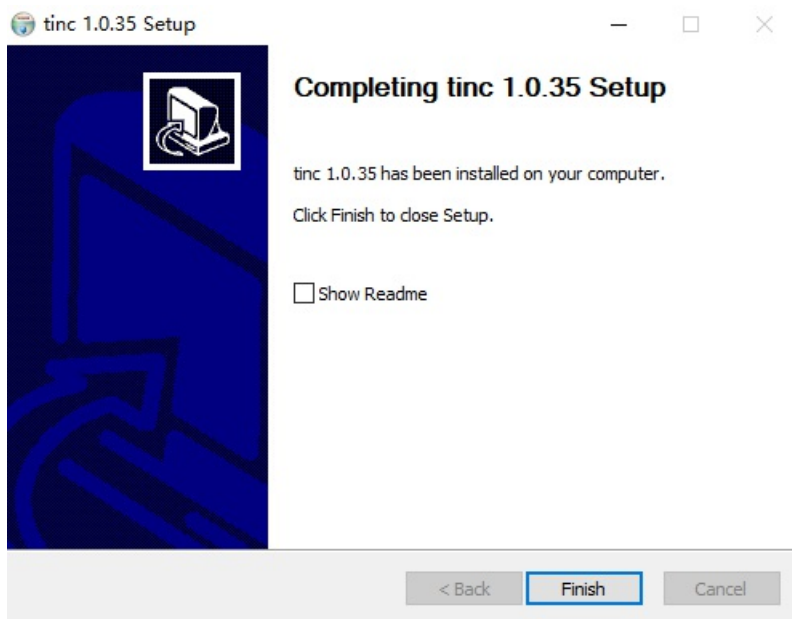 tinc 1.0.35 Setup
Completing tinc 1.0.35 Setup
tinc 1.0.35 has been installed on your computer.
Click Finish to close Setup.
Show Readme
< Back
Finish
Cancel